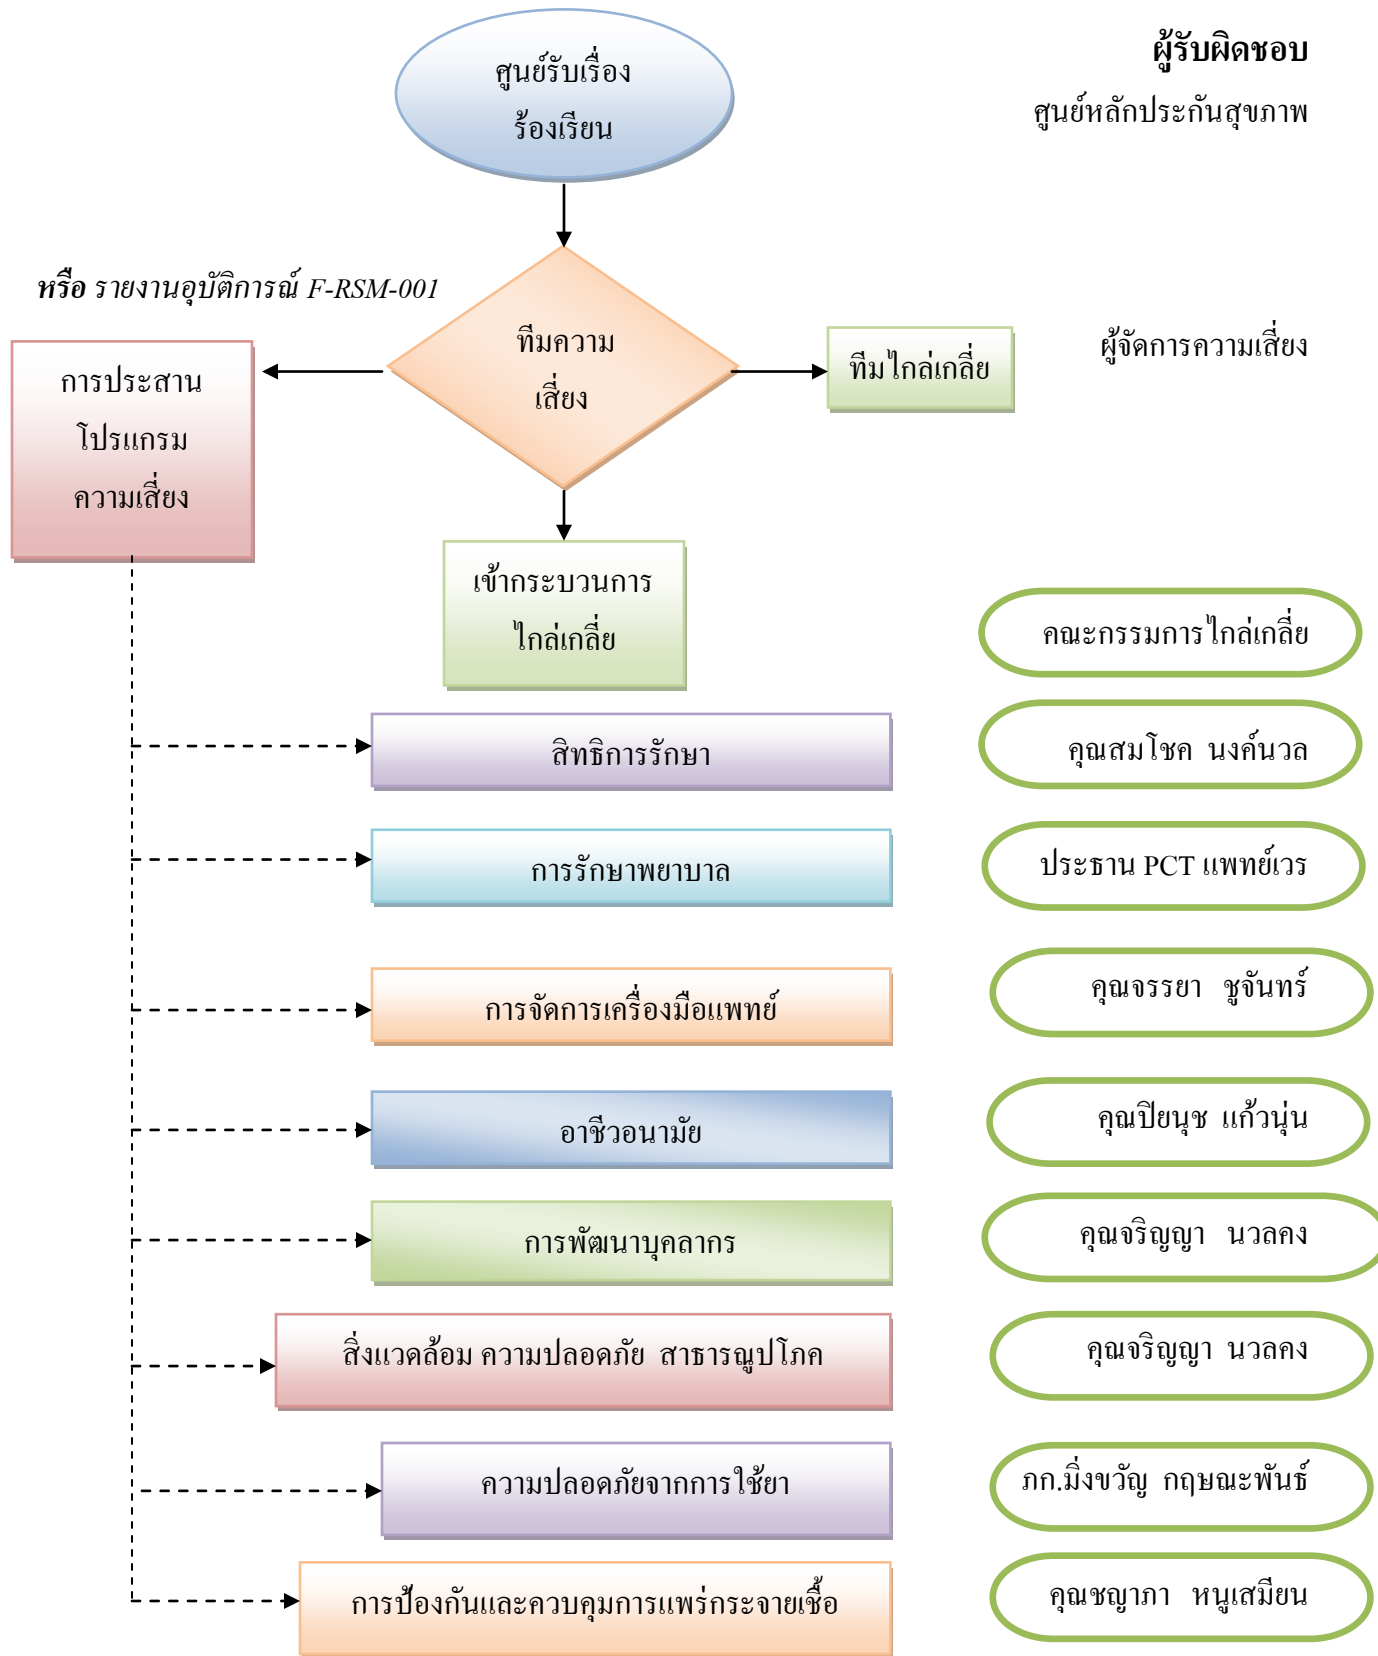 ผู้รับผิดชอบ
ศูนย์รับเรื่อง
ร้องเรียน
ศูนย์หลักประกันสุขภาพ
หรือ รายงานอุบัติการณ์ F-RSM-001
ทีมความ
เสี่ยง
ทีมไกล่เกลี่ย
ผู้จัดการความเสี่ยง
การประสาน
โปรแกรม
ความเสี่ยง
เข้ากระบวนการ
ไกล่เกลี่ย
คณะกรรมการไกล่เกลี่ย
สิทธิการรักษา
คุณสมโชค นงค์นวล
การรักษาพยาบาล
ประธาน PCT แพทย์เวร
การจัดการเครื่องมือแพทย์
คุณจรรยา ชูจันทร์
อาชีวอนามัย
คุณปิยนุช แก้วนุ่น
การพัฒนาบุคลากร
คุณจริญญา นวลคง
สิ่งแวดล้อม ความปลอดภัย สาธารณูปโภค
คุณจริญญา นวลคง
ความปลอดภัยจากการใช้ยา
ภก.มิ่งขวัญ กฤษณะพันธ์
การป้องกันและควบคุมการแพร่กระจายเชื้อ
คุณชญาภา หนูเสมียน